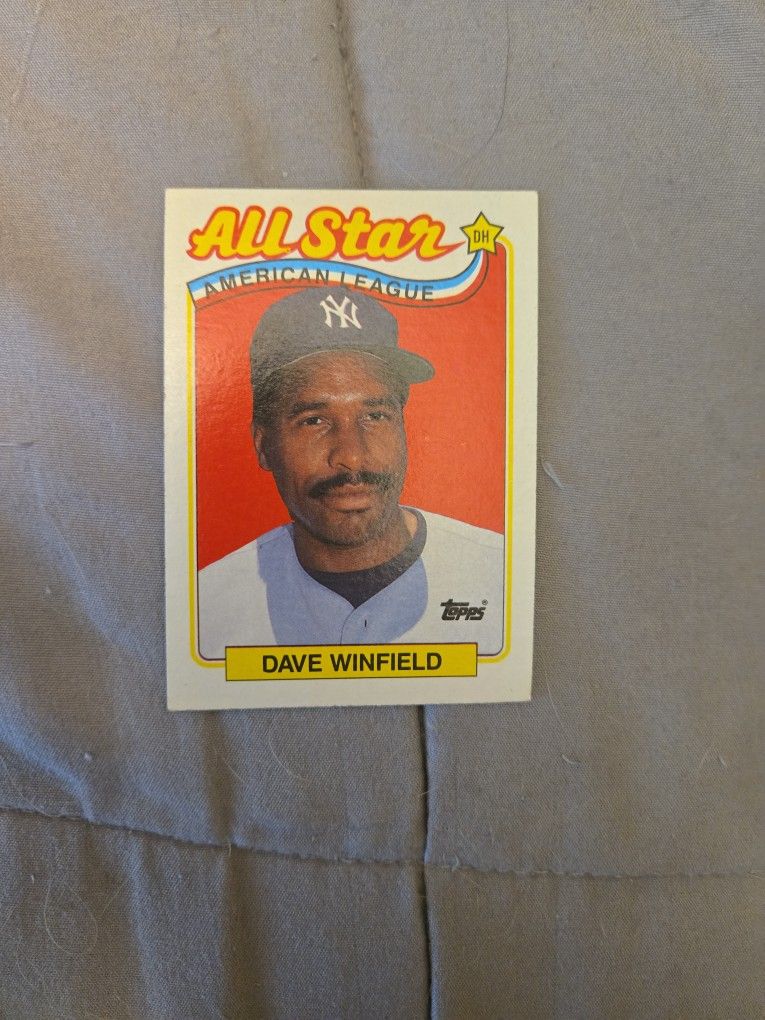 All Star
DH
AMERICAN LEAGUE
NY
topps®
DAVE WINFIELD